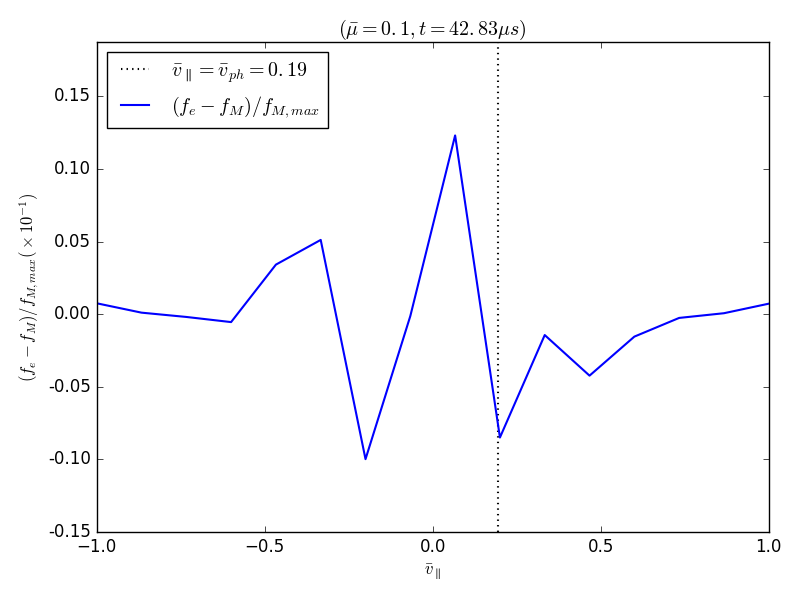 (μ̄ = 0.1, t = 42.83μs)
v̄∥ = v̄ph = 0.19
(fe − fM)/fM,max
0.15
0.10
0.05
0.00
-0.05
-0.10
-0.15
(fe − fM)/fM,max(×10⁻¹)
−1.0 −0.5 0.0 0.5 1.0
v̄∥